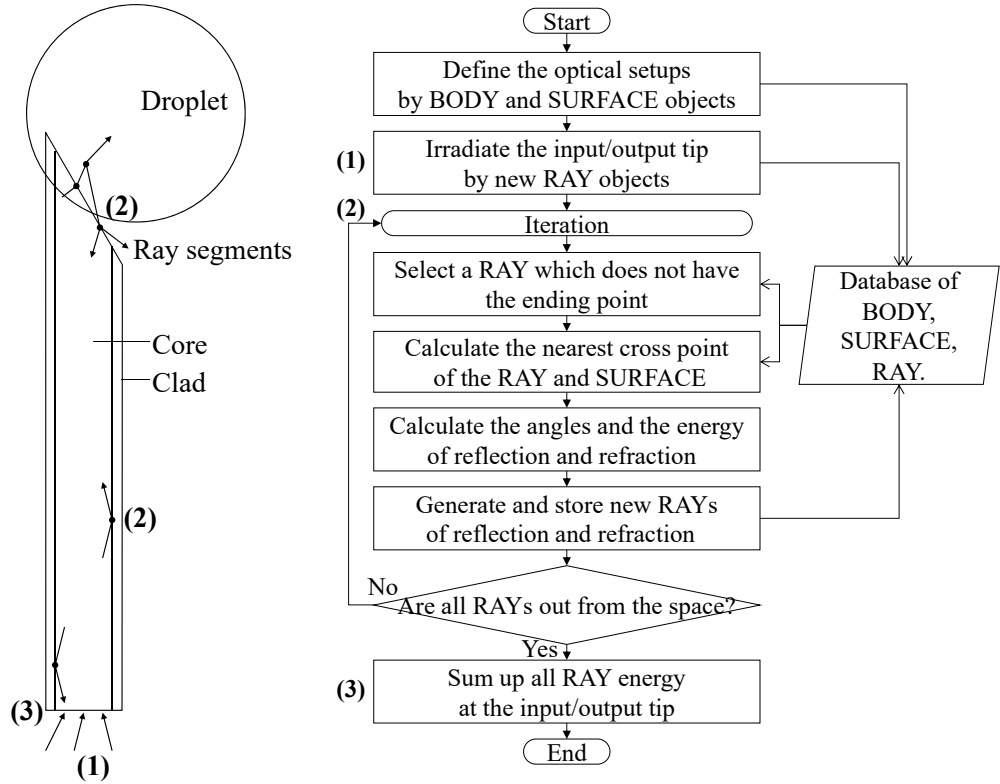 Droplet
(2)
Ray segments
Core
Clad
(2)
(3)
(1)
Start
Define the optical setups
by BODY and SURFACE objects
(1)
Irradiate the input/output tip
by new RAY objects
(2)
Iteration
Select a RAY which does not have
the ending point
Calculate the nearest cross point
of the RAY and SURFACE
Calculate the angles and the energy
of reflection and refraction
Generate and store new RAYs
of reflection and refraction
No
Are all RAYs out from the space?
Yes
(3)
Sum up all RAY energy
at the input/output tip
End
Database of
BODY,
SURFACE,
RAY.